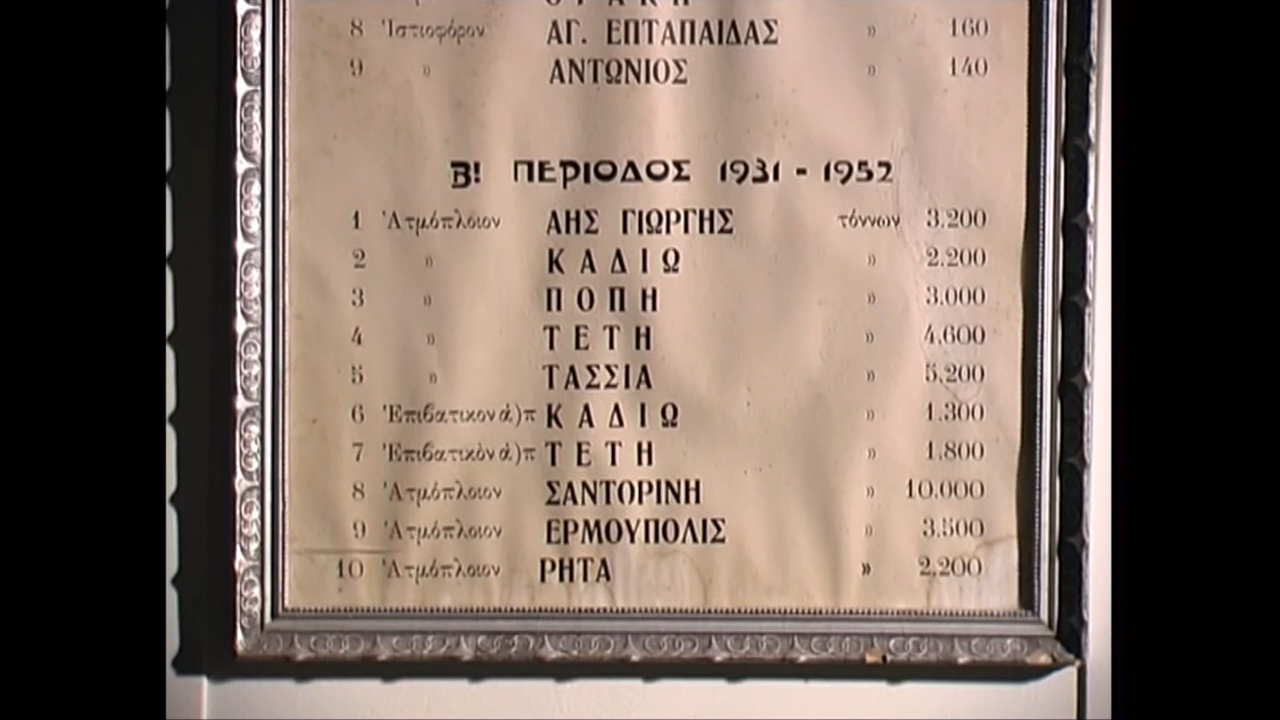 8 Ἱστιοφόρον ΑΓ. ΕΠΤΑΠΑΙΔΑΣ » 160
9 » ΑΝΤΩΝΙΟΣ » 140
Β! ΠΕΡΙΟΔΟΣ 1931 - 1952
1 Ἀτμόπλοιον ΑΗΣ ΓΙΩΡΓΗΣ τόννων 3.200
2 » ΚΑΔΙΩ » 2.200
3 » ΠΟΠΗ » 3.000
4 » ΤΕΤΗ » 4.600
5 » ΤΑΣΣΙΑ » 5.200
6 Ἐπιβατικον ἀ)π ΚΑΔΙΩ » 1.300
7 Ἐπιβατικὸν ἀ)π ΤΕΤΗ » 1.800
8 Ἀτμόπλοιον ΣΑΝΤΟΡΙΝΗ » 10.000
9 Ἀτμόπλοιον ΕΡΜΟΥΠΟΛΙΣ » 3.500
10 Ἀτμόπλοιον ΡΗΤΑ » 2.200